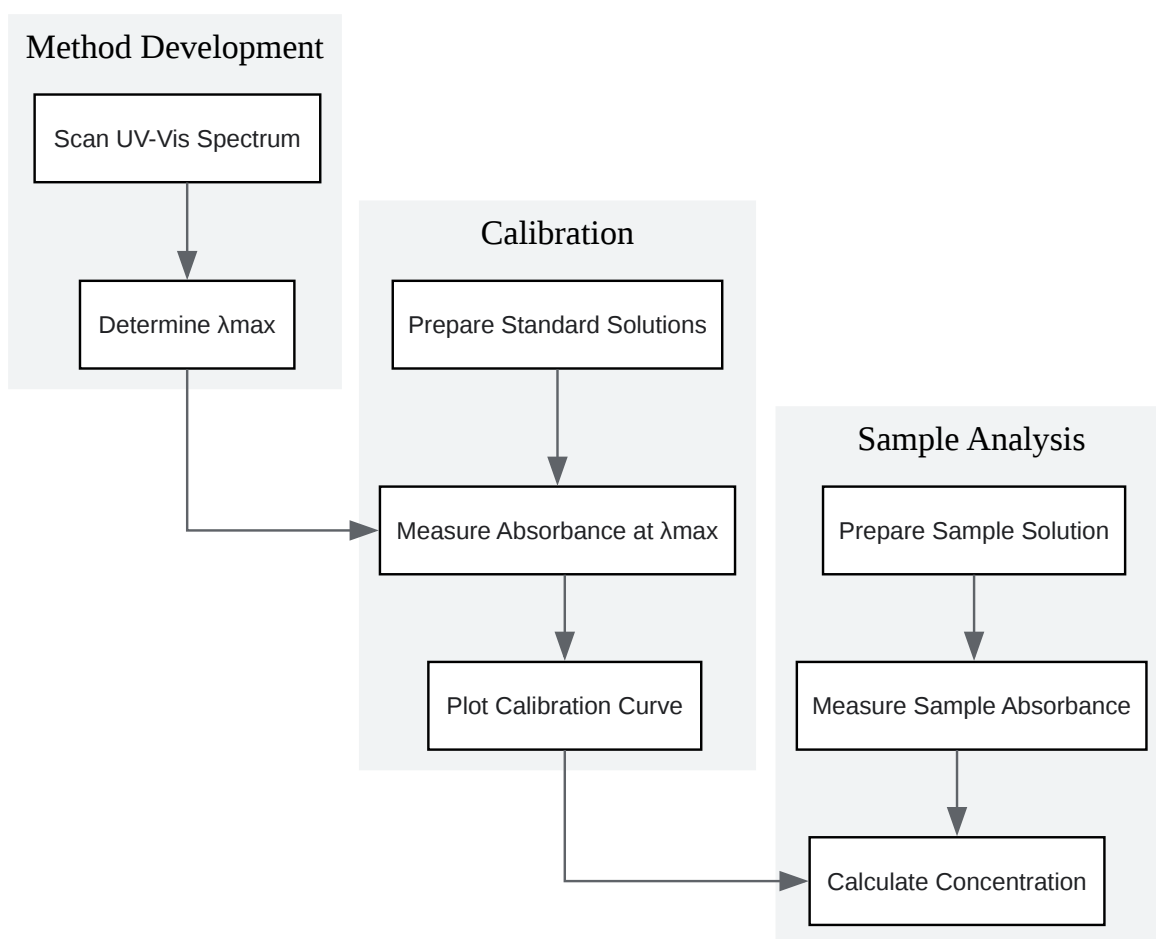 Method Development
Scan UV-Vis Spectrum
Determine λmax
Calibration
Prepare Standard Solutions
Measure Absorbance at λmax
Plot Calibration Curve
Sample Analysis
Prepare Sample Solution
Measure Sample Absorbance
Calculate Concentration